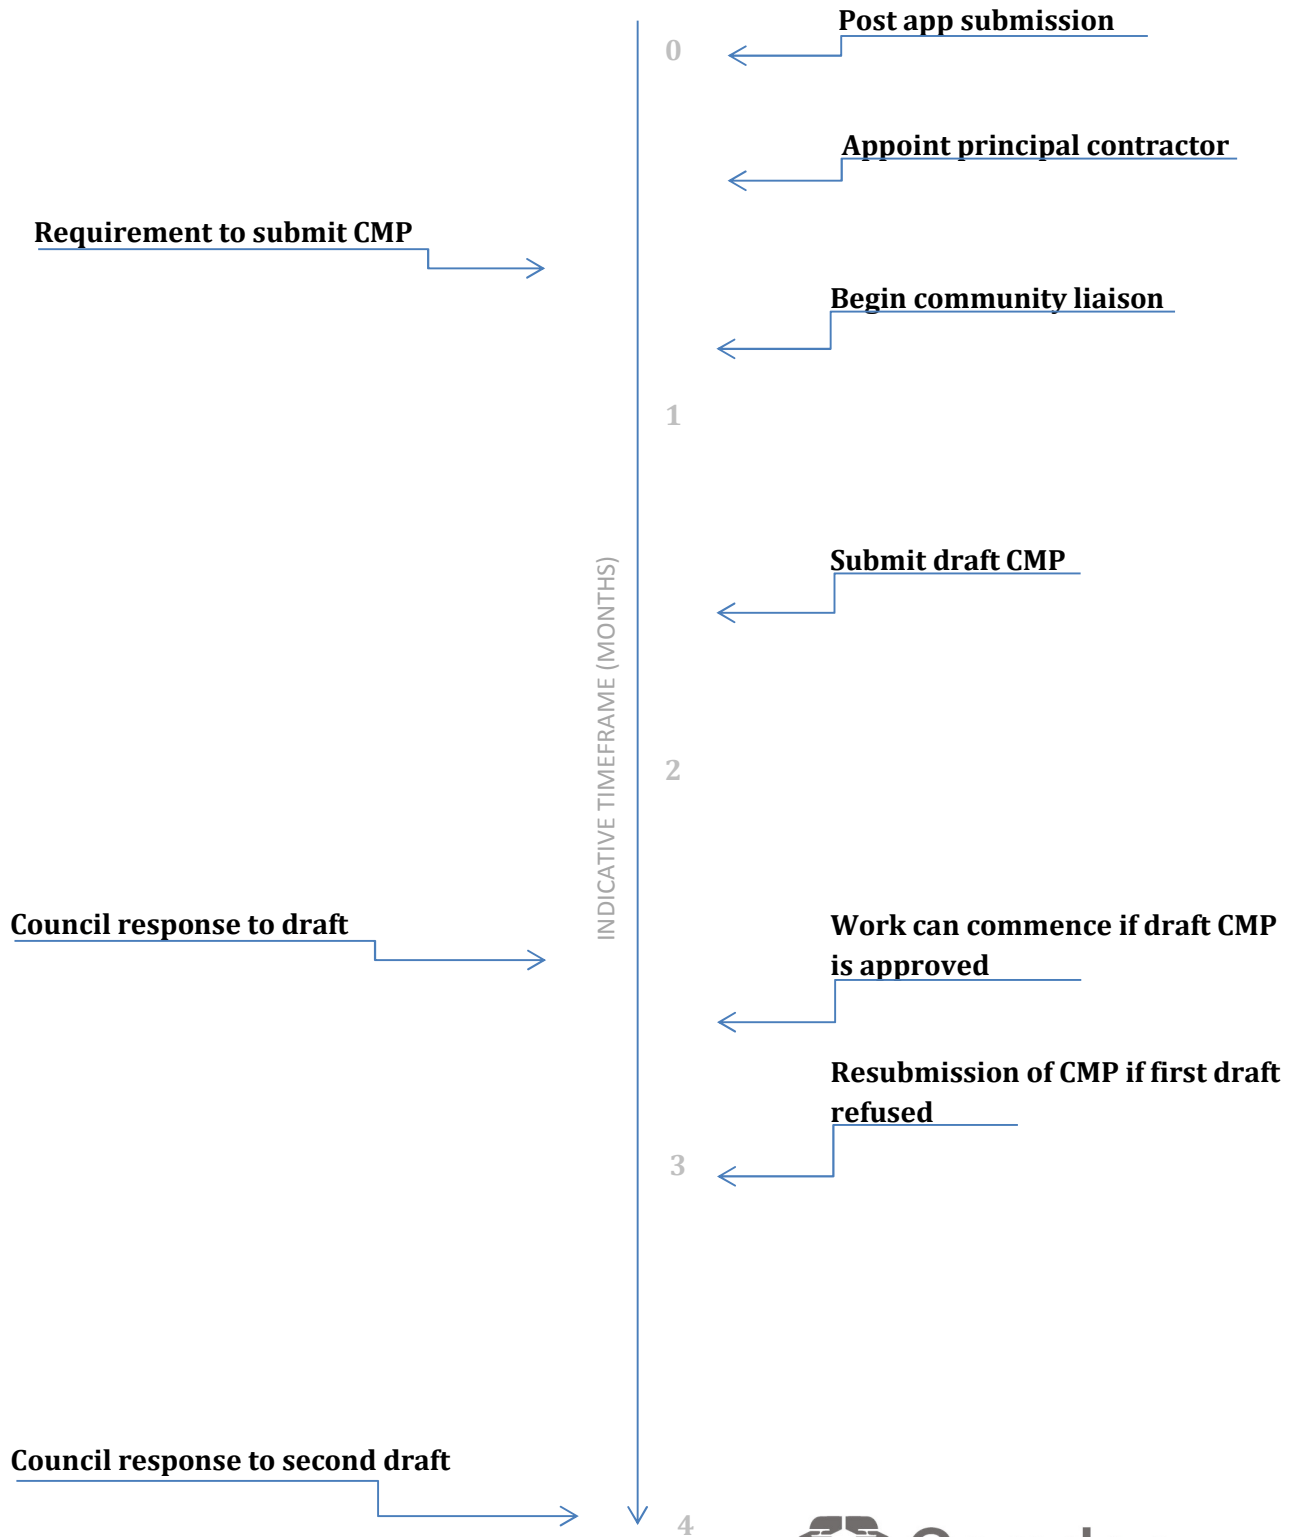 Post app submission
0
Appoint principal contractor
Requirement to submit CMP
Begin community liaison
1
Submit draft CMP
INDICATIVE TIMEFRAME (MONTHS)
2
Council response to draft
Work can commence if draft CMP
is approved
Resubmission of CMP if first draft
refused
3
Council response to second draft
4